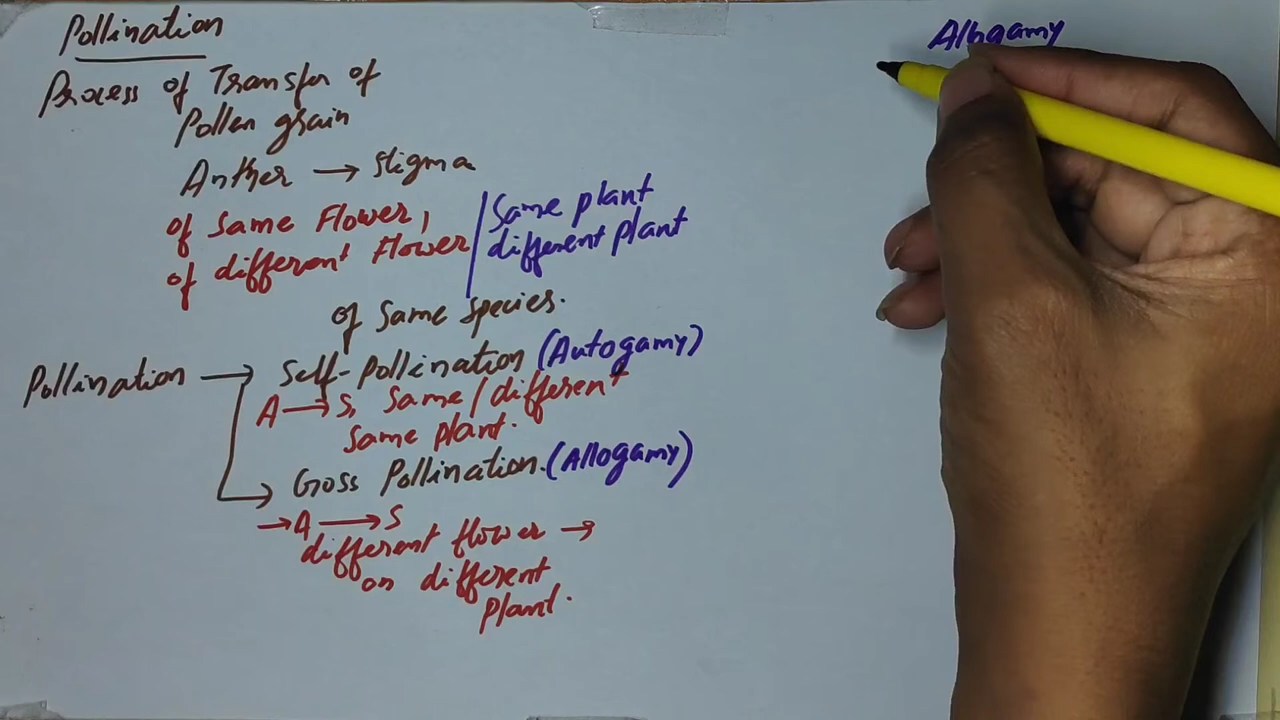 Pollination
Process of Transfer of
Pollen grain
Anther → Stigma
of Same Flower,
of different Flower
Same plant
different plant
of Same Species.
Pollination → Self-Pollination (Autogamy)
A → S, Same/different
Same plant.
Cross Pollination. (Allogamy)
→ A → S
different flower →
on different
plant.
Allogamy